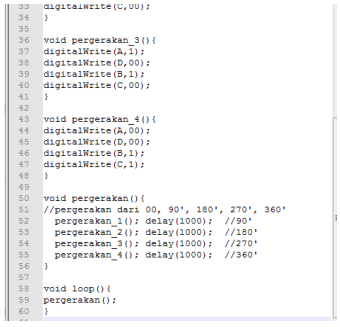 33 digitalWrite(C,00);
34 }
35
36 void pergerakan_3(){
37 digitalWrite(A,1);
38 digitalWrite(D,00);
39 digitalWrite(B,1);
40 digitalWrite(C,00);
41 }
42
43 void pergerakan_4(){
44 digitalWrite(A,00);
45 digitalWrite(D,00);
46 digitalWrite(B,1);
47 digitalWrite(C,1);
48 }
49
50 void pergerakan(){
51 //pergerakan dari 00, 90', 180', 270', 360'
52 pergerakan_1(); delay(1000); //90'
53 pergerakan_2(); delay(1000); //180'
54 pergerakan_3(); delay(1000); //270'
55 pergerakan_4(); delay(1000); //360'
56 }
57
58 void loop(){
59 pergerakan();
60 }